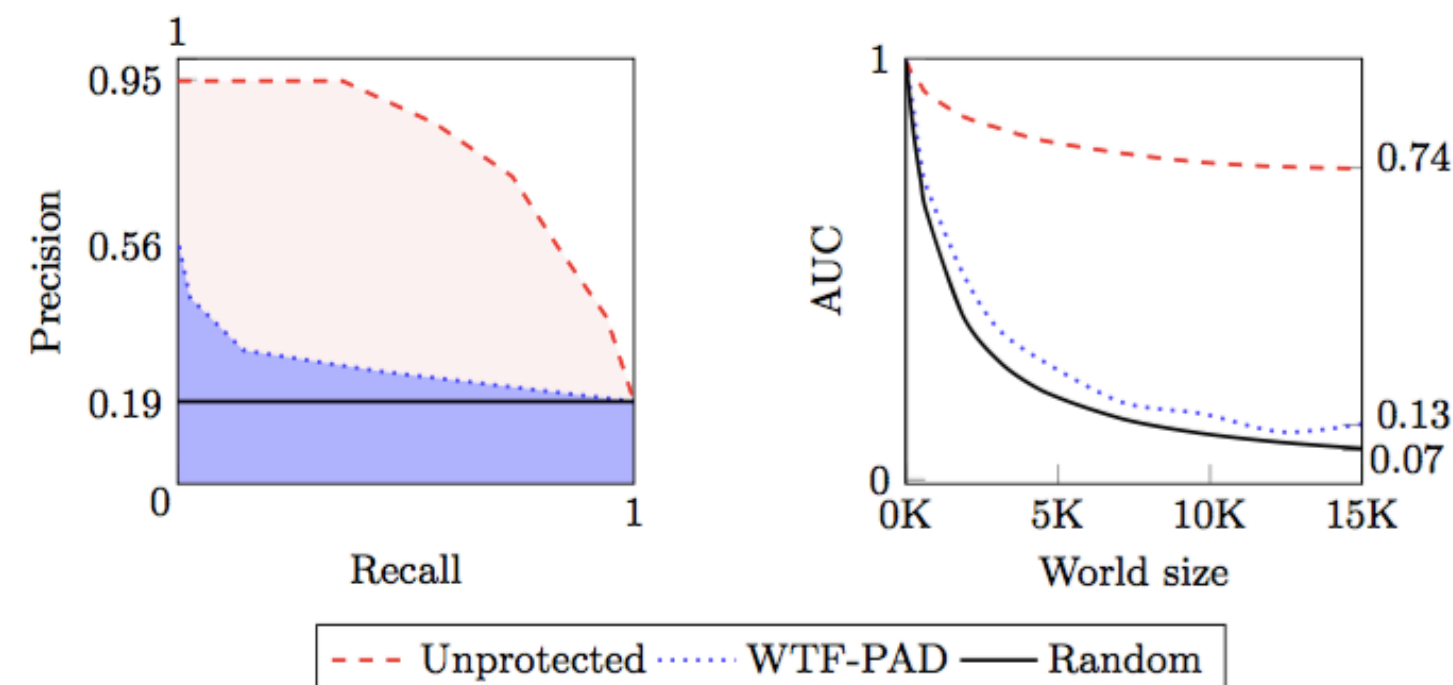 1
0.95
0.56
0.19
0
1
Precision
Recall
1
0
AUC
0.74
0.13
0.07
0K 5K 10K 15K
World size
Unprotected WTF-PAD Random